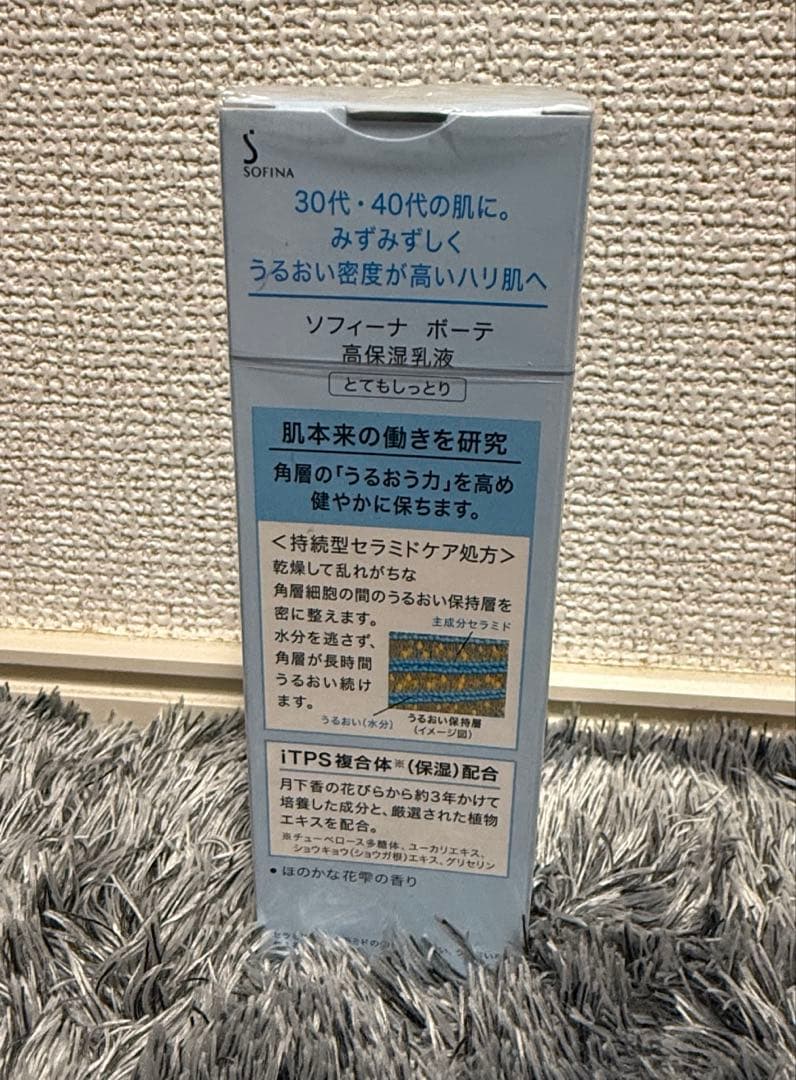 SOFINA
30代・40代の肌に。
みずみずしく
うるおい密度が高いハリ肌へ
ソフィーナ ボーテ
高保湿乳液
とてもしっとり
肌本来の働きを研究
角層の「うるおう力」を高め
健やかに保ちます。
＜持続型セラミドケア処方＞
乾燥して乱れがちな
角層細胞の間のうるおい保持層を
密に整えます。
水分を逃さず、
角層が長時間
うるおい続け
ます。
主成分セラミド
うるおい(水分)
うるおい保持層
(イメージ図)
iTPS複合体※(保湿)配合
月下香の花びらから約3年かけて
培養した成分と、厳選された植物
エキスを配合。
※チューベロース多糖体、ユーカリエキス、
ショウキョウ(ショウガ根)エキス、グリセリン
• ほのかな花雫の香り